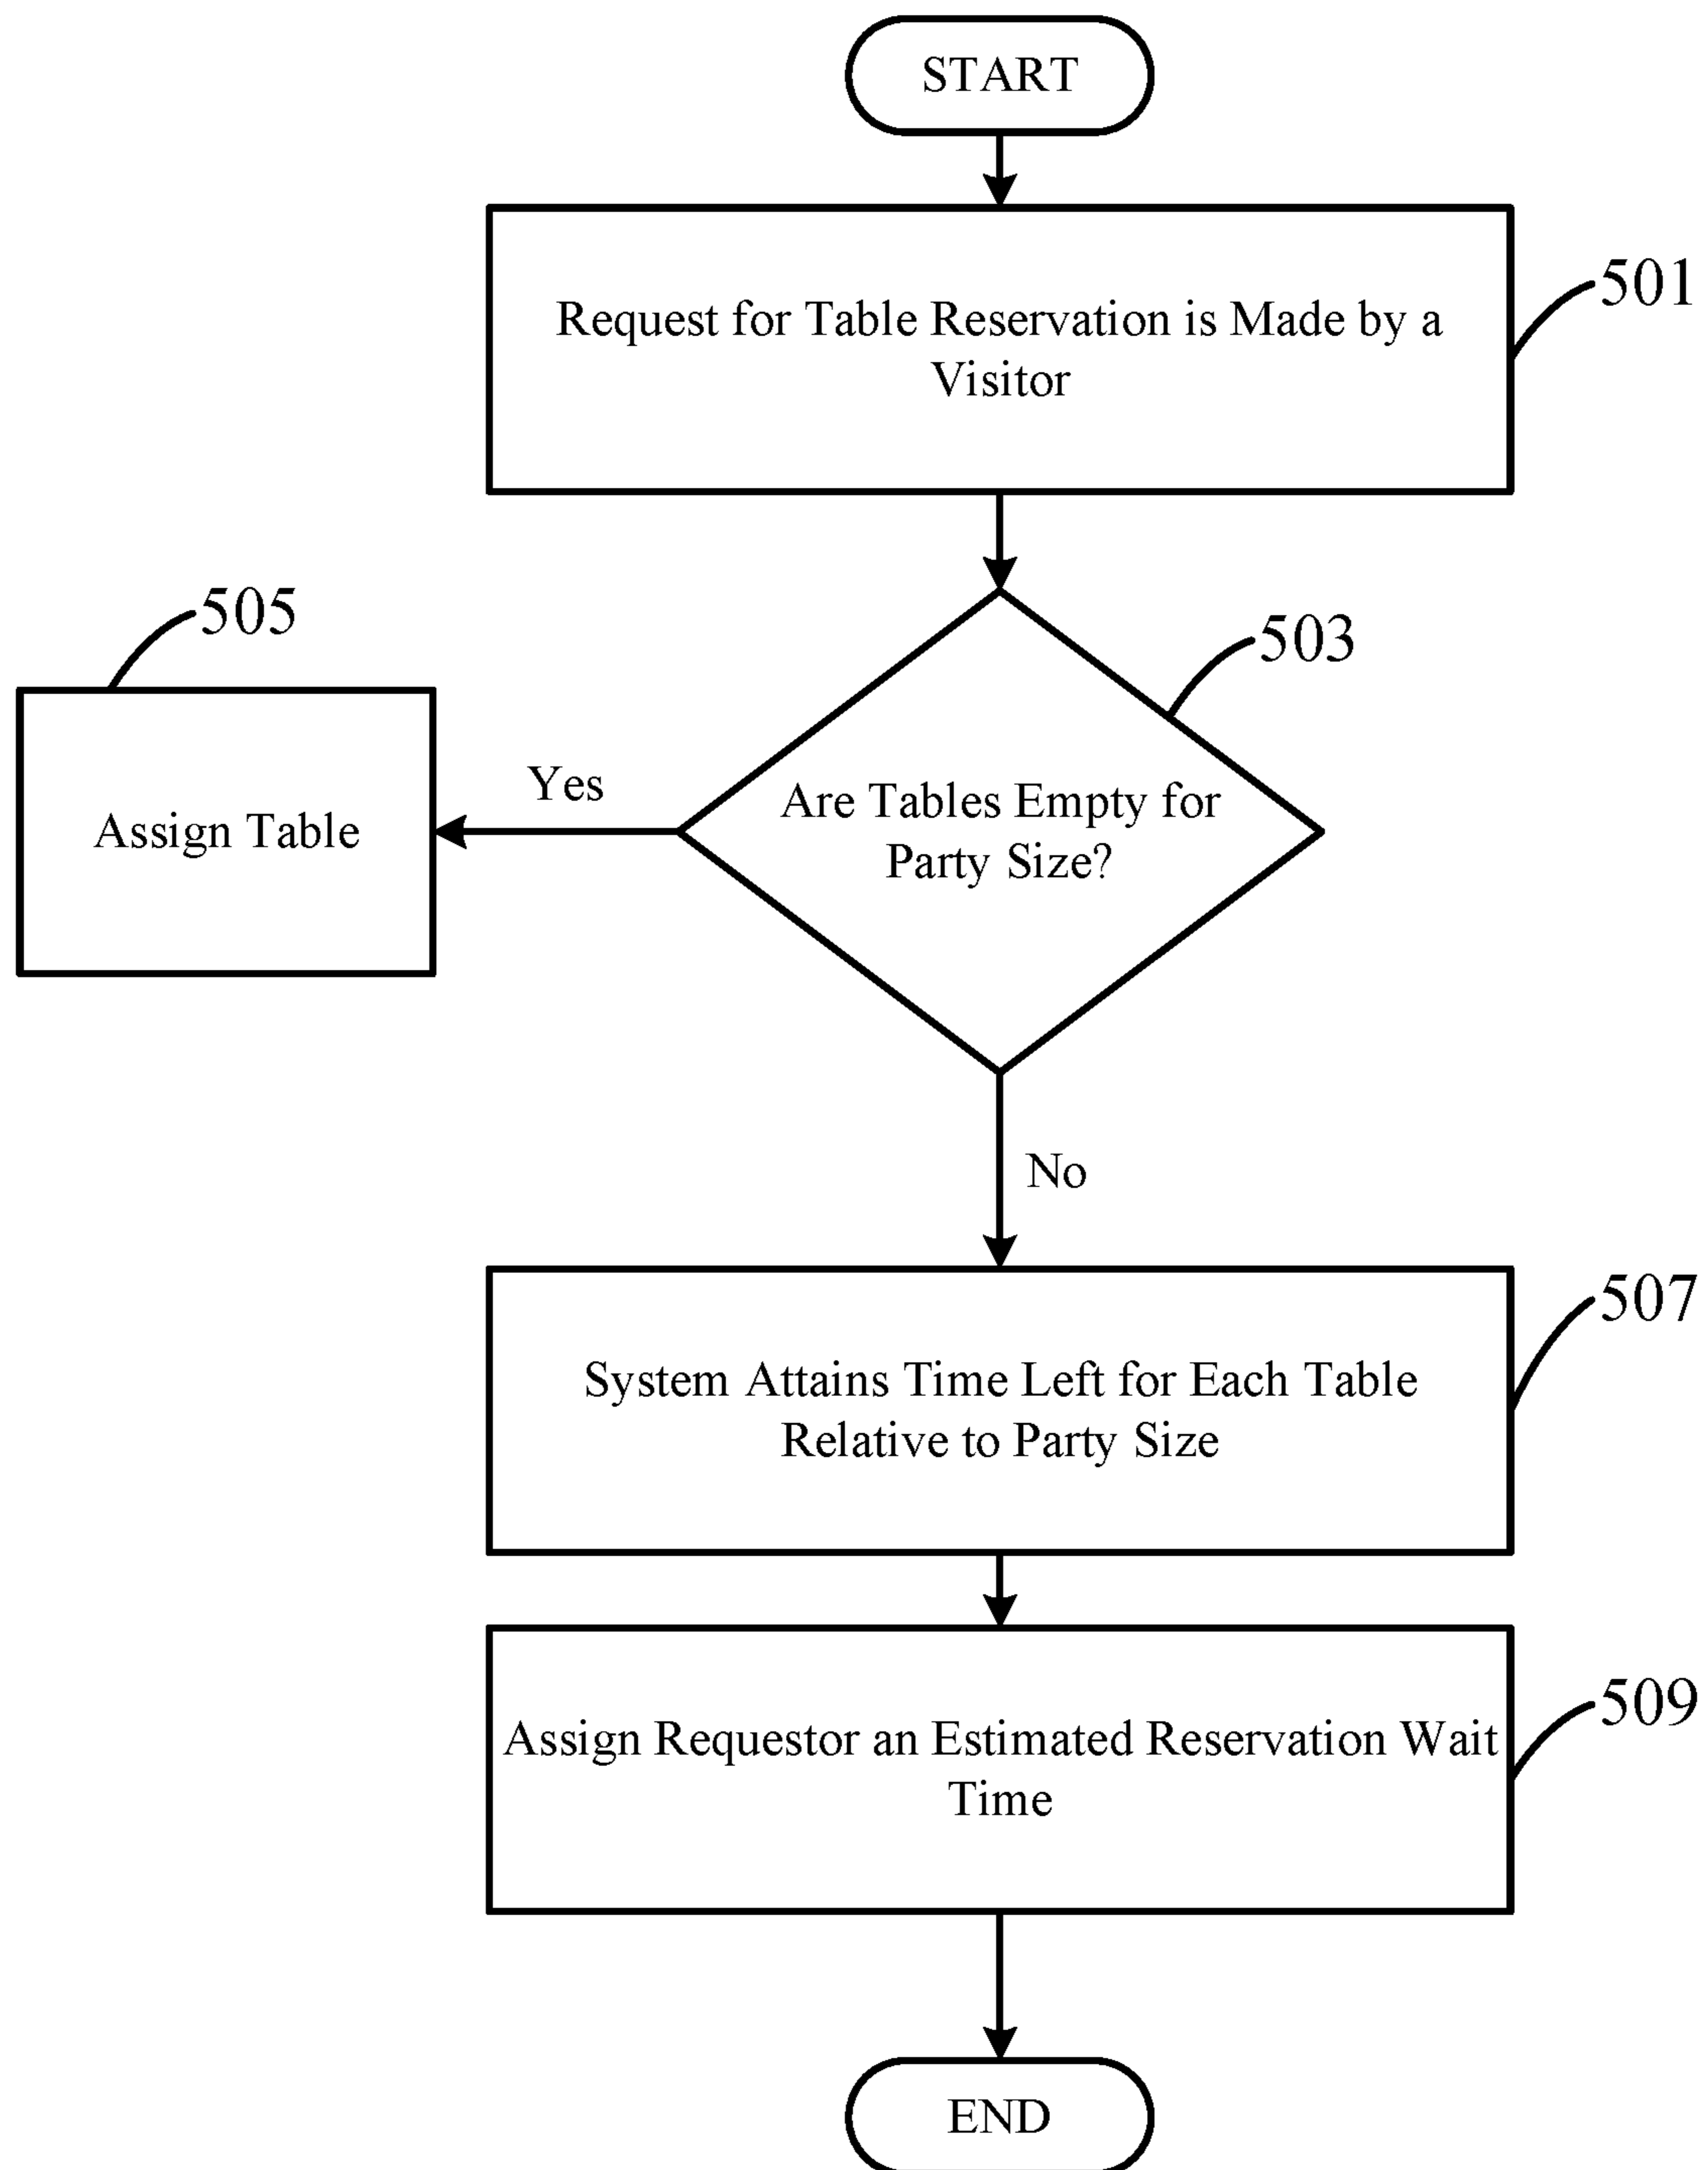 START
Request for Table Reservation is Made by a
Visitor
501
505
503
Assign Table
Yes
Are Tables Empty for
Party Size?
No
System Attains Time Left for Each Table
Relative to Party Size
507
Assign Requestor an Estimated Reservation Wait
Time
509
END